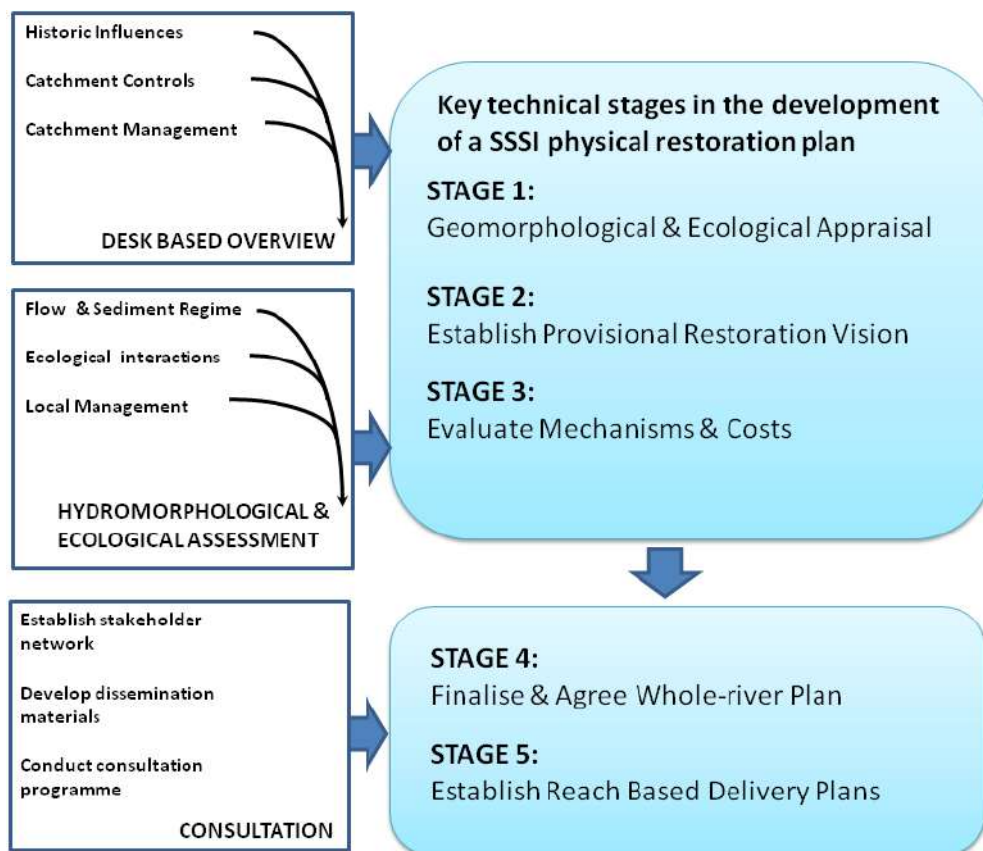 Historic Influences
Catchment Controls
Catchment Management
DESK BASED OVERVIEW
Flow & Sediment Regime
Ecological interactions
Local Management
HYDROMORPHOLOGICAL &
ECOLOGICAL ASSESSMENT
Establish stakeholder
network
Develop dissemination
materials
Conduct consultation
programme
CONSULTATION
Key technical stages in the development
of a SSSI physical restoration plan
STAGE 1:
Geomorphological & Ecological Appraisal
STAGE 2:
Establish Provisional Restoration Vision
STAGE 3:
Evaluate Mechanisms & Costs
STAGE 4:
Finalise & Agree Whole-river Plan
STAGE 5:
Establish Reach Based Delivery Plans